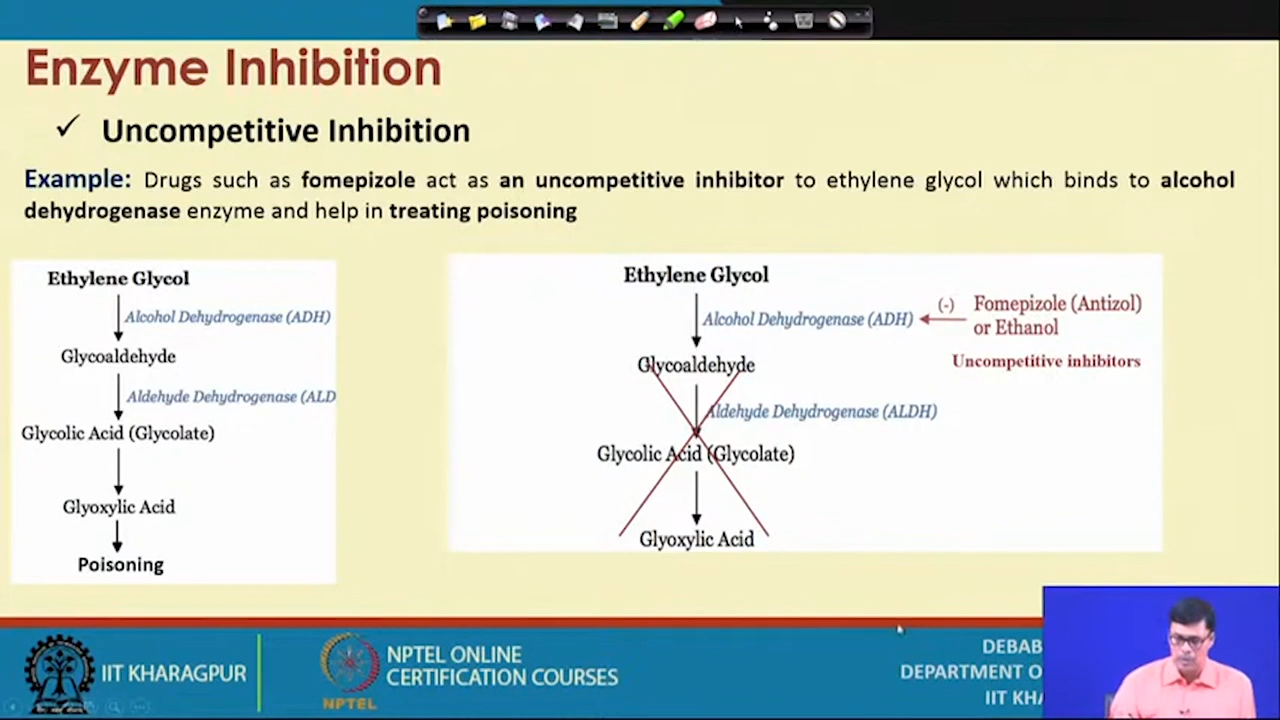 Enzyme Inhibition
✓ Uncompetitive Inhibition
Example: Drugs such as fomepizole act as an uncompetitive inhibitor to ethylene glycol which binds to alcohol
dehydrogenase enzyme and help in treating poisoning
Ethylene Glycol
Alcohol Dehydrogenase (ADH)
Glycoaldehyde
Aldehyde Dehydrogenase (ALD
Glycolic Acid (Glycolate)
Glyoxylic Acid
Poisoning
Ethylene Glycol
Alcohol Dehydrogenase (ADH)
(-) Fomepizole (Antizol)
or Ethanol
Uncompetitive inhibitors
Glycoaldehyde
Aldehyde Dehydrogenase (ALDH)
Glycolic Acid (Glycolate)
Glyoxylic Acid
IIT KHARAGPUR
NPTEL
NPTEL ONLINE
CERTIFICATION COURSES
DEBAB
DEPARTMENT O
IIT KHA